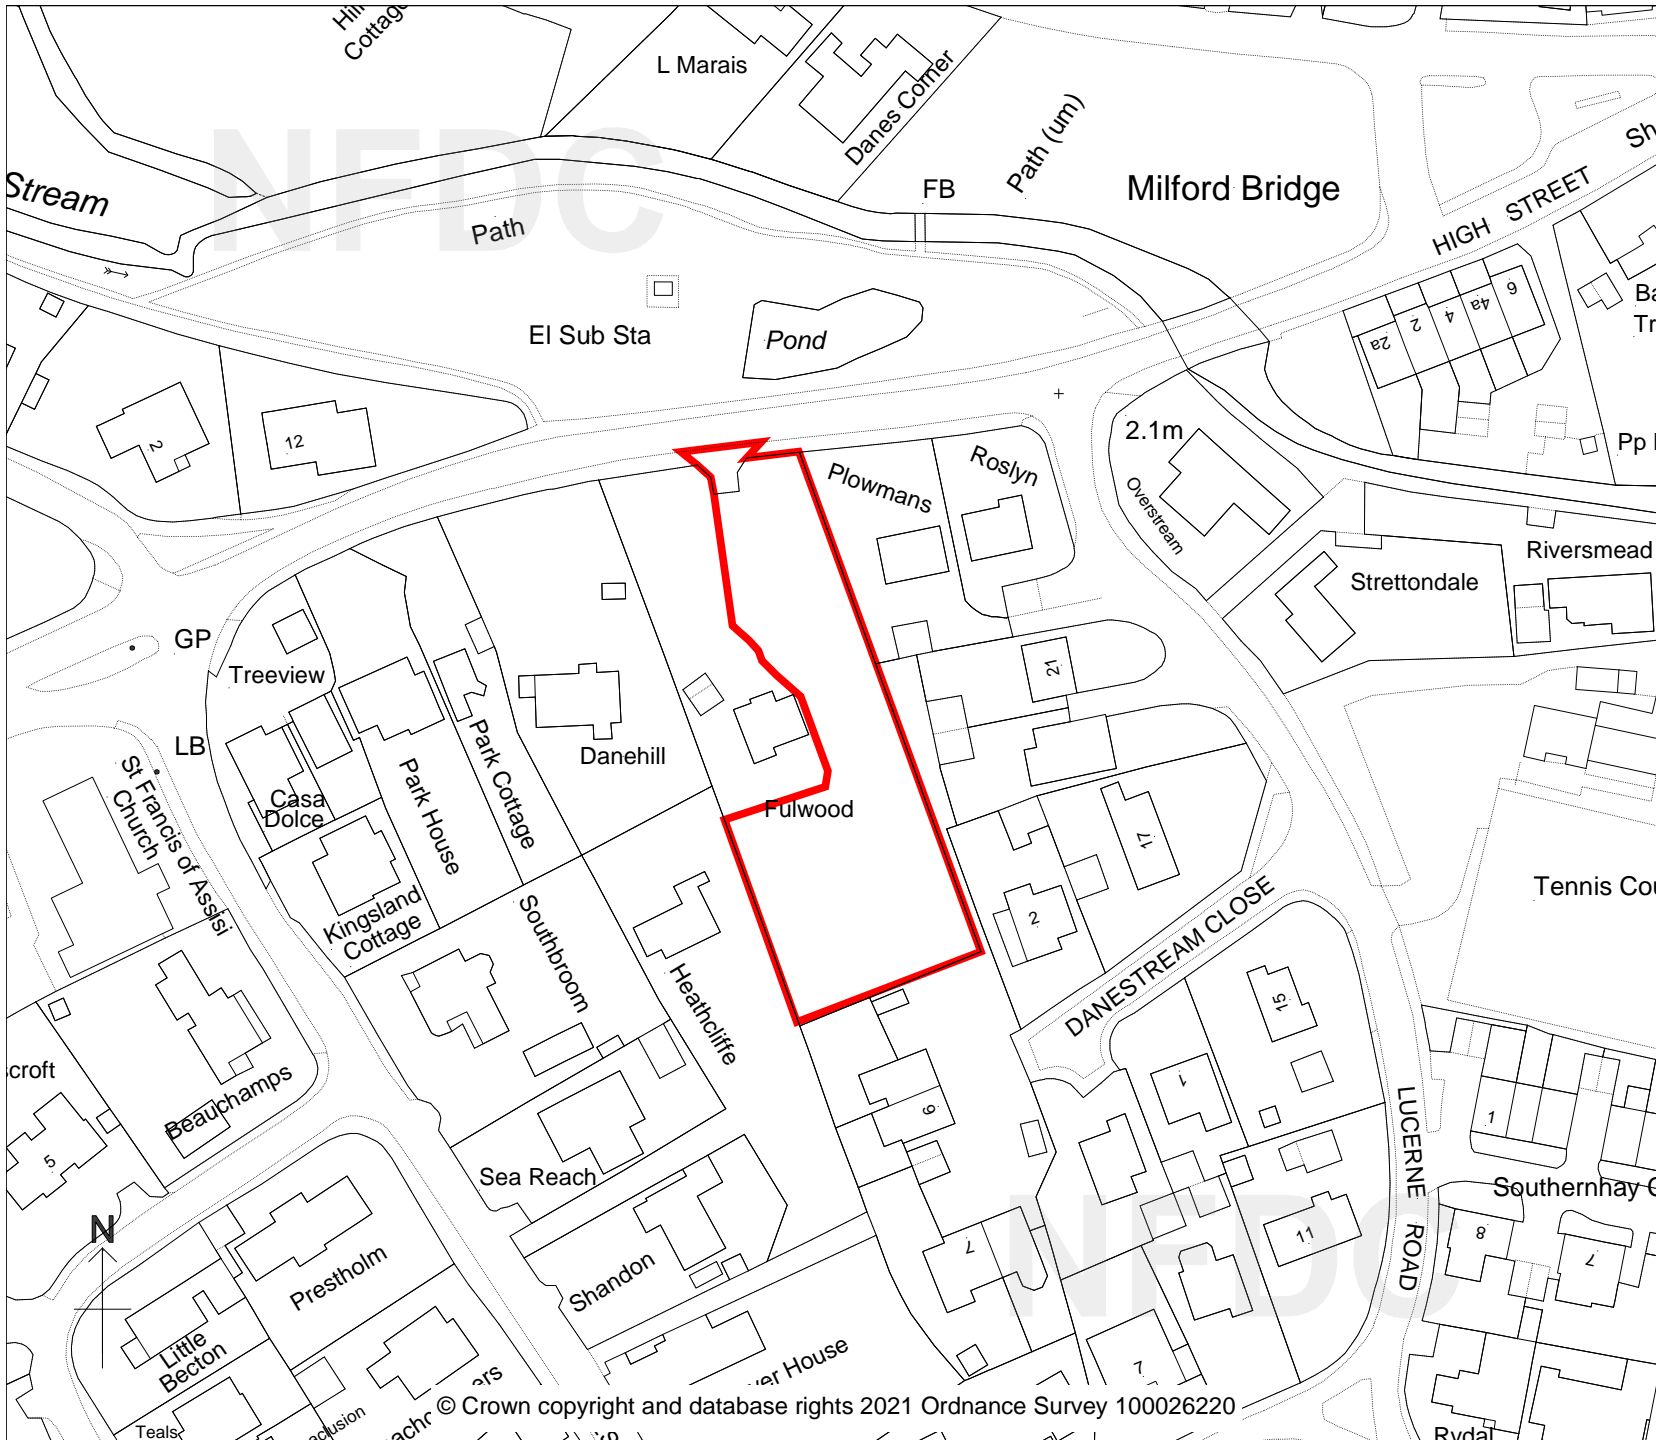 Cottage
L Marais
Danes Corner
Path (um)
NFDC
Stream
Path
FB
Milford Bridge
HIGH STREET
El Sub Sta
Pond
2a
2
4
4a
6
2
12
2.1m
Plowmans
Roslyn
Overstream
Riversmead
Strettondale
GP
Treeview
LB
St Francis of Assisi
Church
Casa
Dolce
Park House
Park Cottage
Danehill
Fulwood
21
17
Kingsland
Cottage
Southbroom
Heathcliffe
2
DANESTREAM CLOSE
15
Tennis
Beauchamps
5
1
9
LUCERNE ROAD
1
Sea Reach
Southernhay
N
NFDC
Prestholm
Shandon
7
11
8
7
Little
Becton
House
7
Teals
Rydal
© Crown copyright and database rights 2021 Ordnance Survey 100026220